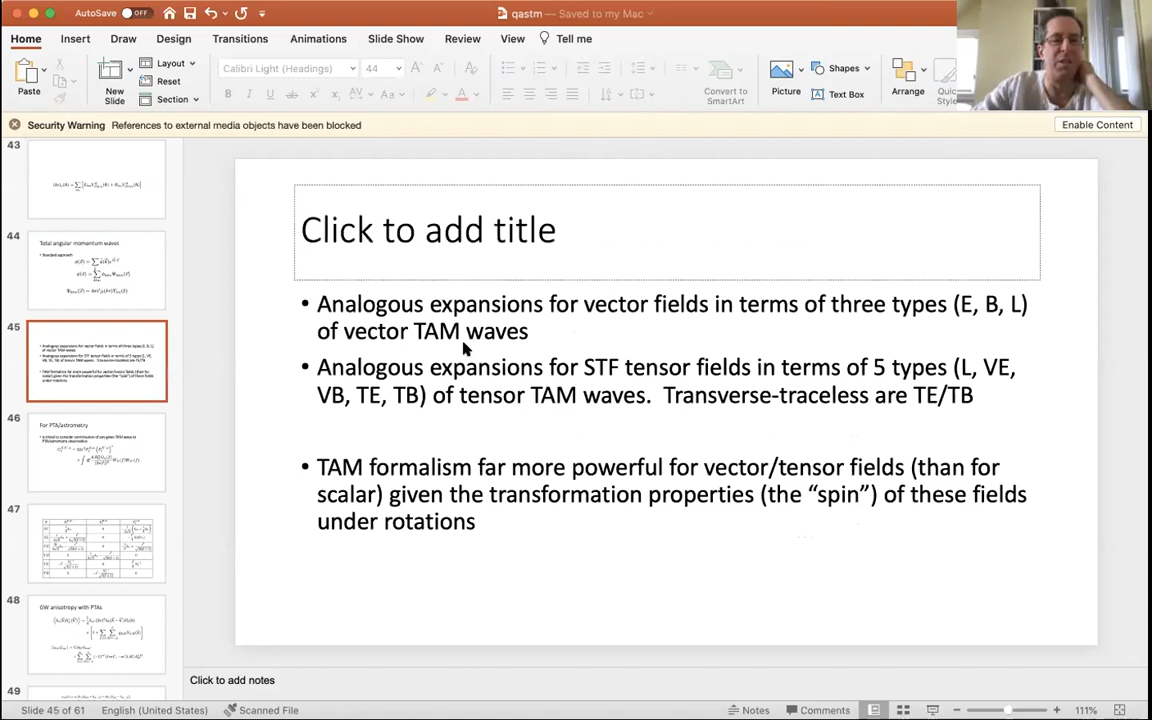 AutoSave OFF
qastm — Saved to my Mac
Home Insert Draw Design Transitions Animations Slide Show Review View Tell me
Paste
New
Slide
Layout
Reset
Section
Calibri Light (Headings) 44
Convert to
SmartArt
Picture
Shapes
Text Box
Arrange
Quic
Style
Security Warning References to external media objects have been blocked
Enable Content
43
44
Total angular momentum waves
45
46
For PTA/astrometry
47
48
GW anisotropy with PTAs
49
Click to add title
• Analogous expansions for vector fields in terms of three types (E, B, L)
of vector TAM waves
• Analogous expansions for STF tensor fields in terms of 5 types (L, VE,
VB, TE, TB) of tensor TAM waves. Transverse-traceless are TE/TB
• TAM formalism far more powerful for vector/tensor fields (than for
scalar) given the transformation properties (the “spin”) of these fields
under rotations
Click to add notes
Slide 45 of 61
English (United States)
Scanned File
Notes
Comments
111%